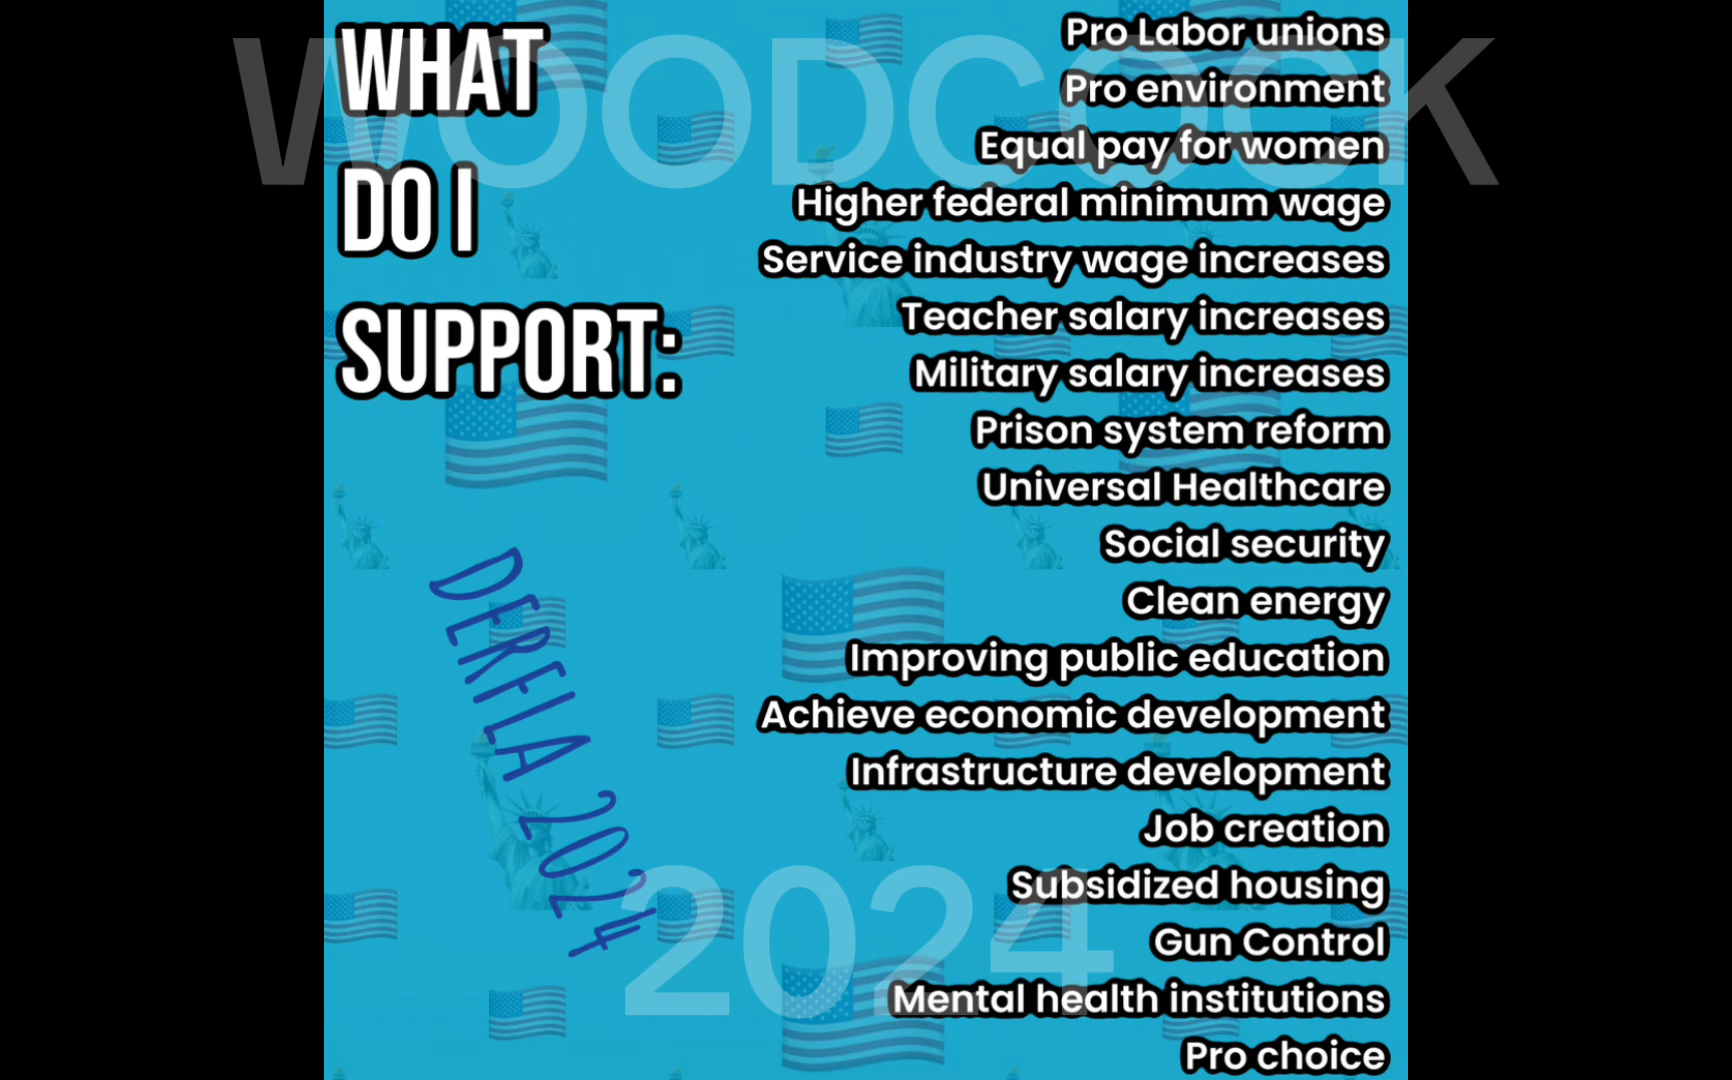 WOODCOCK
WHAT
DO I
SUPPORT:
Pro Labor unions
Pro environment
Equal pay for women
Higher federal minimum wage
Service industry wage increases
Teacher salary increases
Military salary increases
Prison system reform
Universal Healthcare
Social security
Clean energy
Improving public education
Achieve economic development
Infrastructure development
Job creation
Subsidized housing
Gun Control
Mental health institutions
Pro choice
DERFLA 2024
2024